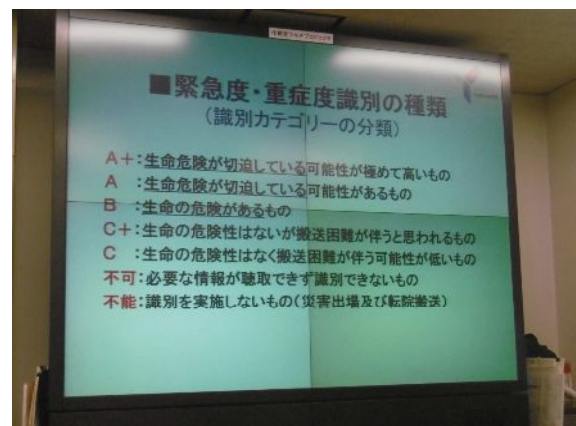 ■緊急度・重症度識別の種類
(識別カテゴリーの分類)
A+:生命危険が切迫している可能性が極めて高いもの
A :生命危険が切迫している可能性があるもの
B :生命の危険があるもの
C+:生命の危険性はないが搬送困難が伴うと思われるもの
C :生命の危険性はなく搬送困難が伴う可能性が低いもの
不可:必要な情報が聴取できず識別できないもの
不能:識別を実施しないもの(災害出場及び転院搬送)